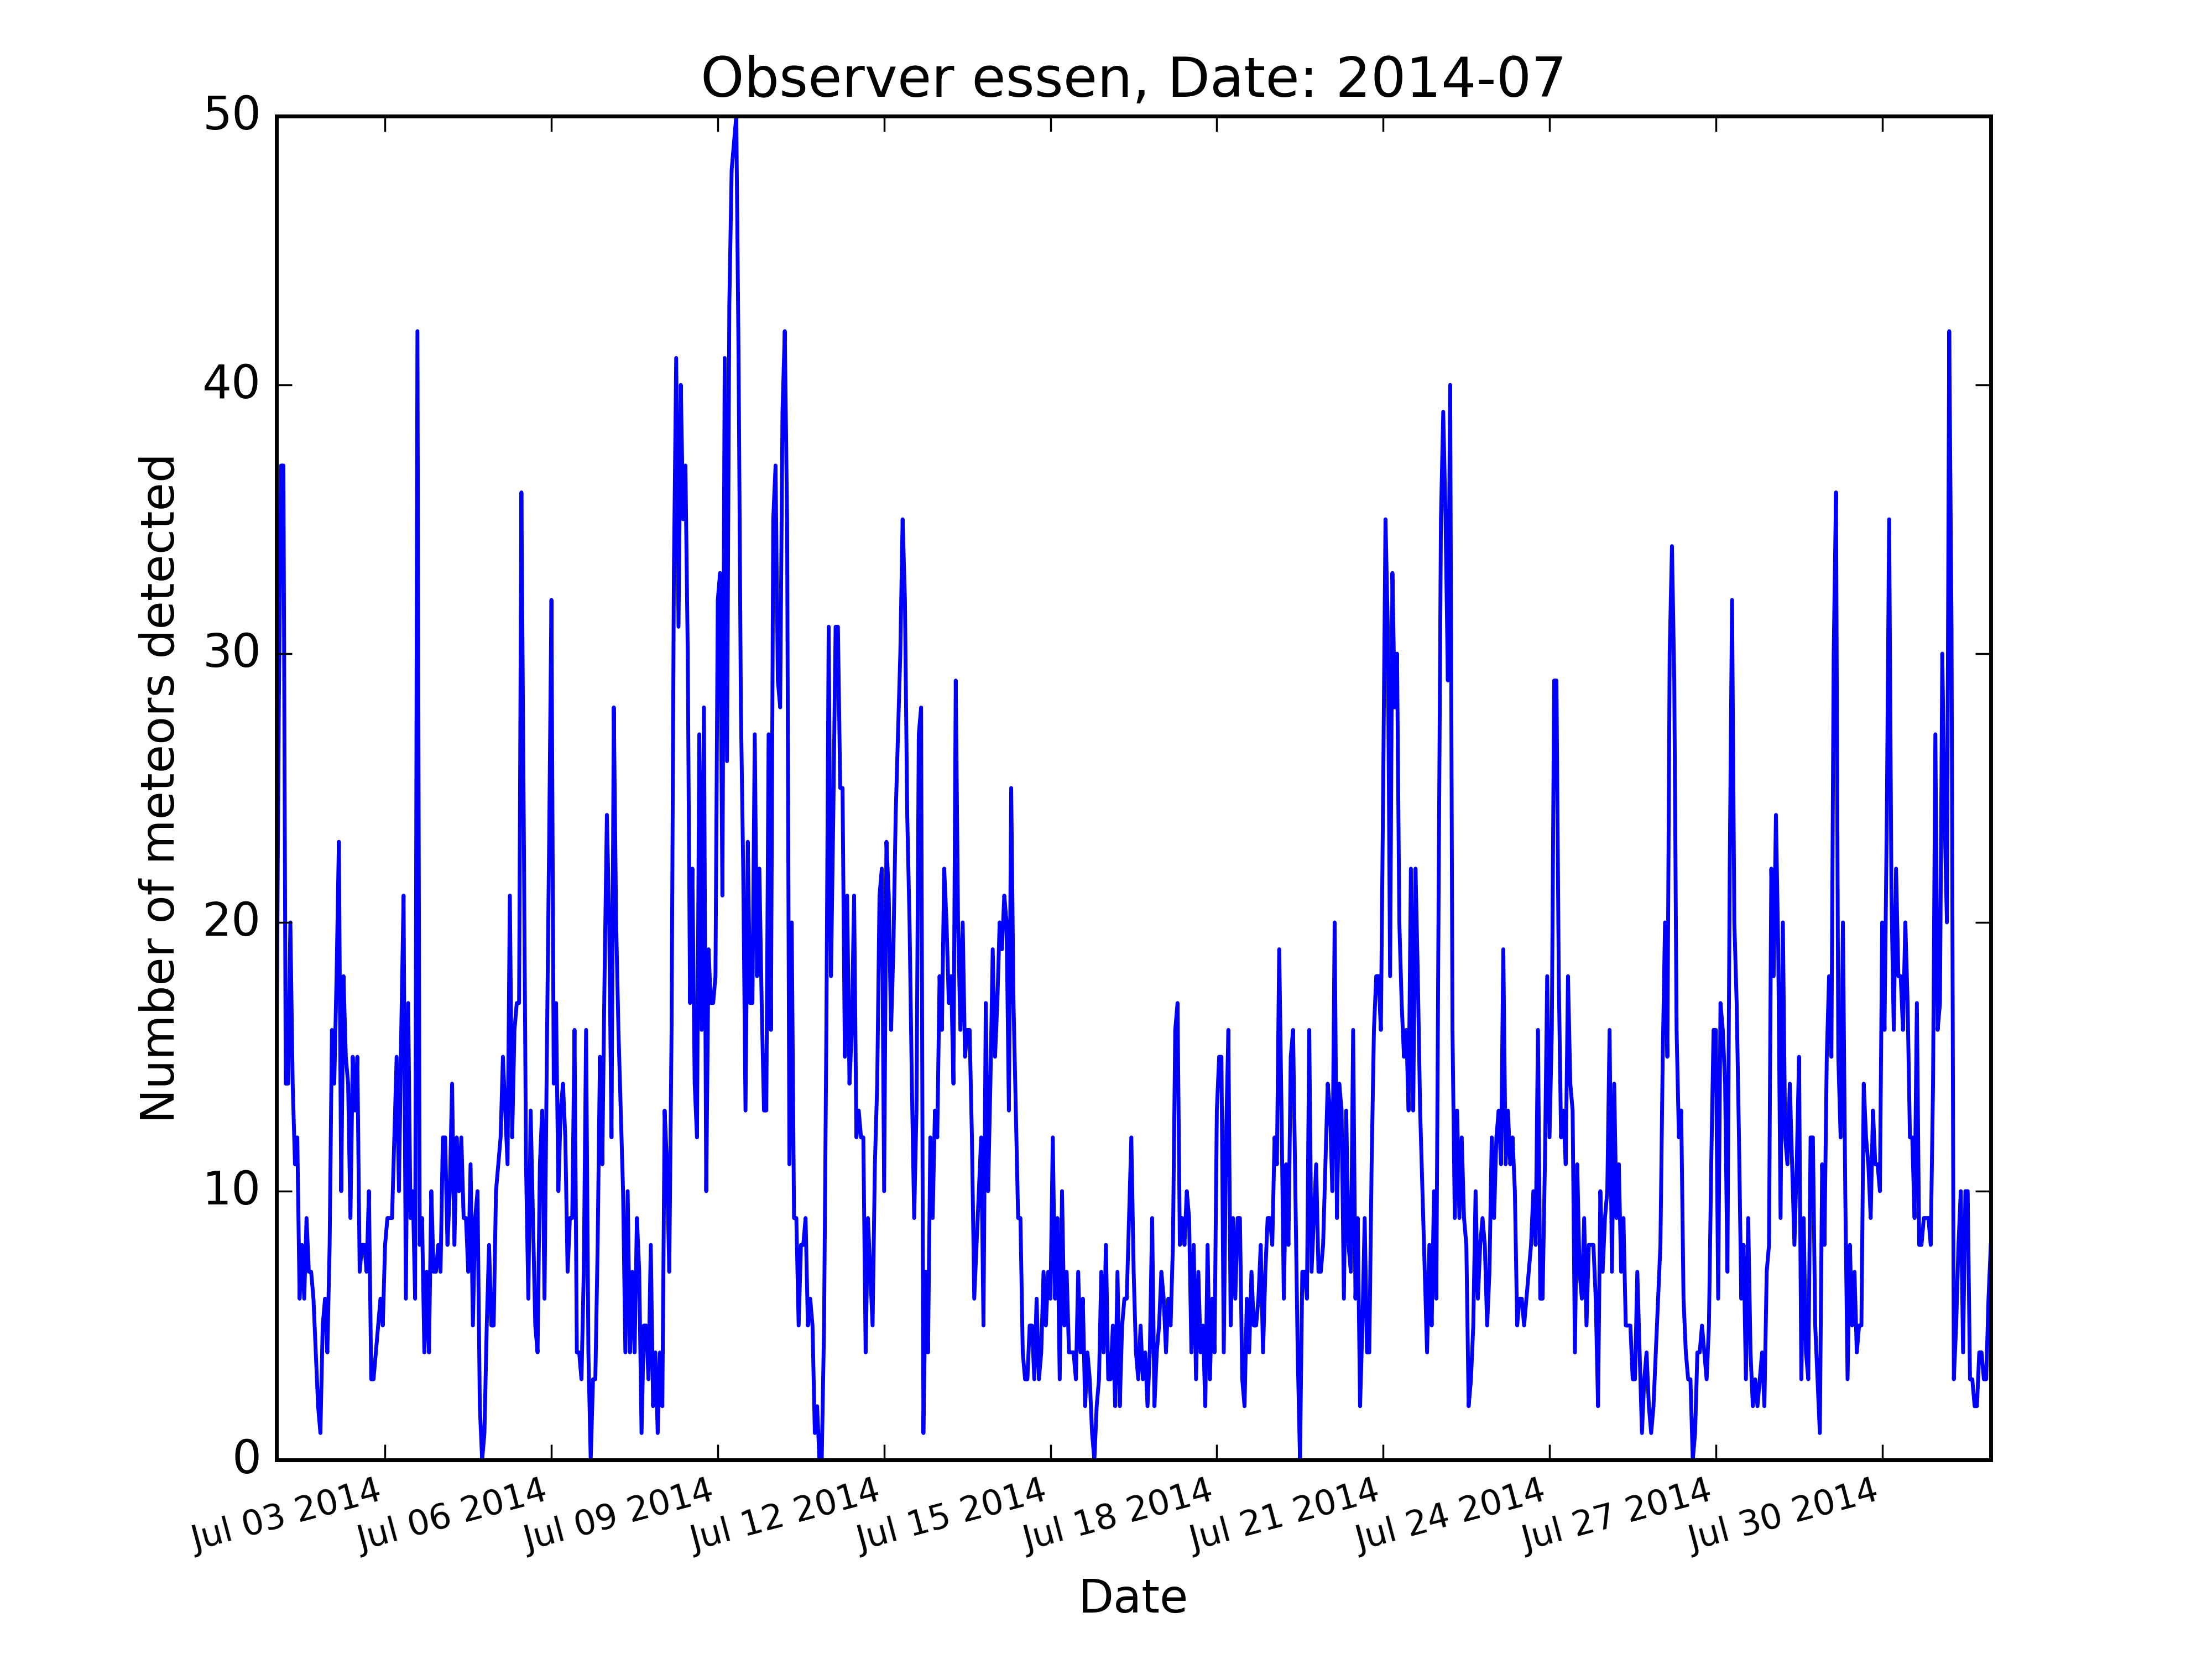 Observer essen, Date: 2014-07
Number of meteors detected
50
40
30
20
10
0
Jul 03 2014
Jul 06 2014
Jul 09 2014
Jul 12 2014
Jul 15 2014
Jul 18 2014
Jul 21 2014
Jul 24 2014
Jul 27 2014
Jul 30 2014
Date